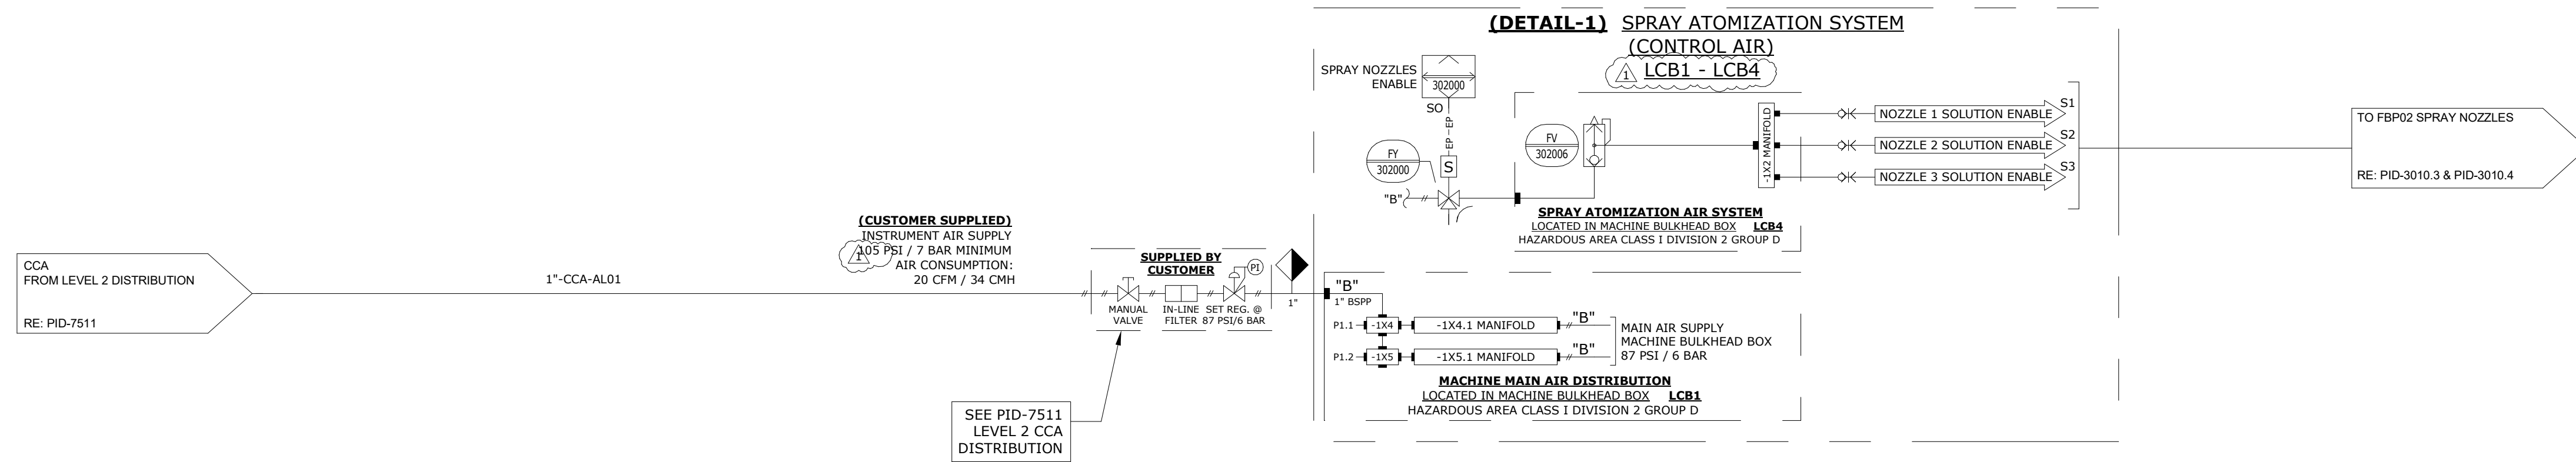 (DETAIL-1) SPRAY ATOMIZATION SYSTEM
(CONTROL AIR)
1 LCB1 - LCB4
SPRAY NOZZLES
ENABLE
302000
SO
EP
EP
S
FY
302000
"B"
FV
302006
-1X2 MANIFOLD
NOZZLE 1 SOLUTION ENABLE
S1
NOZZLE 2 SOLUTION ENABLE
S2
NOZZLE 3 SOLUTION ENABLE
S3
SPRAY ATOMIZATION AIR SYSTEM
LOCATED IN MACHINE BULKHEAD BOX LCB4
HAZARDOUS AREA CLASS I DIVISION 2 GROUP D
TO FBP02 SPRAY NOZZLES
RE: PID-3010.3 & PID-3010.4
CCA
FROM LEVEL 2 DISTRIBUTION
RE: PID-7511
1"-CCA-AL01
(CUSTOMER SUPPLIED)
INSTRUMENT AIR SUPPLY
1
105 PSI / 7 BAR MINIMUM
AIR CONSUMPTION:
20 CFM / 34 CMH
SUPPLIED BY
CUSTOMER
PI
MANUAL
VALVE
IN-LINE
FILTER
SET REG. @
87 PSI/6 BAR
1"
"B"
1" BSPP
P1.1
-1X4
-1X4.1 MANIFOLD
"B"
P1.2
-1X5
-1X5.1 MANIFOLD
"B"
MAIN AIR SUPPLY
MACHINE BULKHEAD BOX
87 PSI / 6 BAR
MACHINE MAIN AIR DISTRIBUTION
LOCATED IN MACHINE BULKHEAD BOX LCB1
HAZARDOUS AREA CLASS I DIVISION 2 GROUP D
SEE PID-7511
LEVEL 2 CCA
DISTRIBUTION